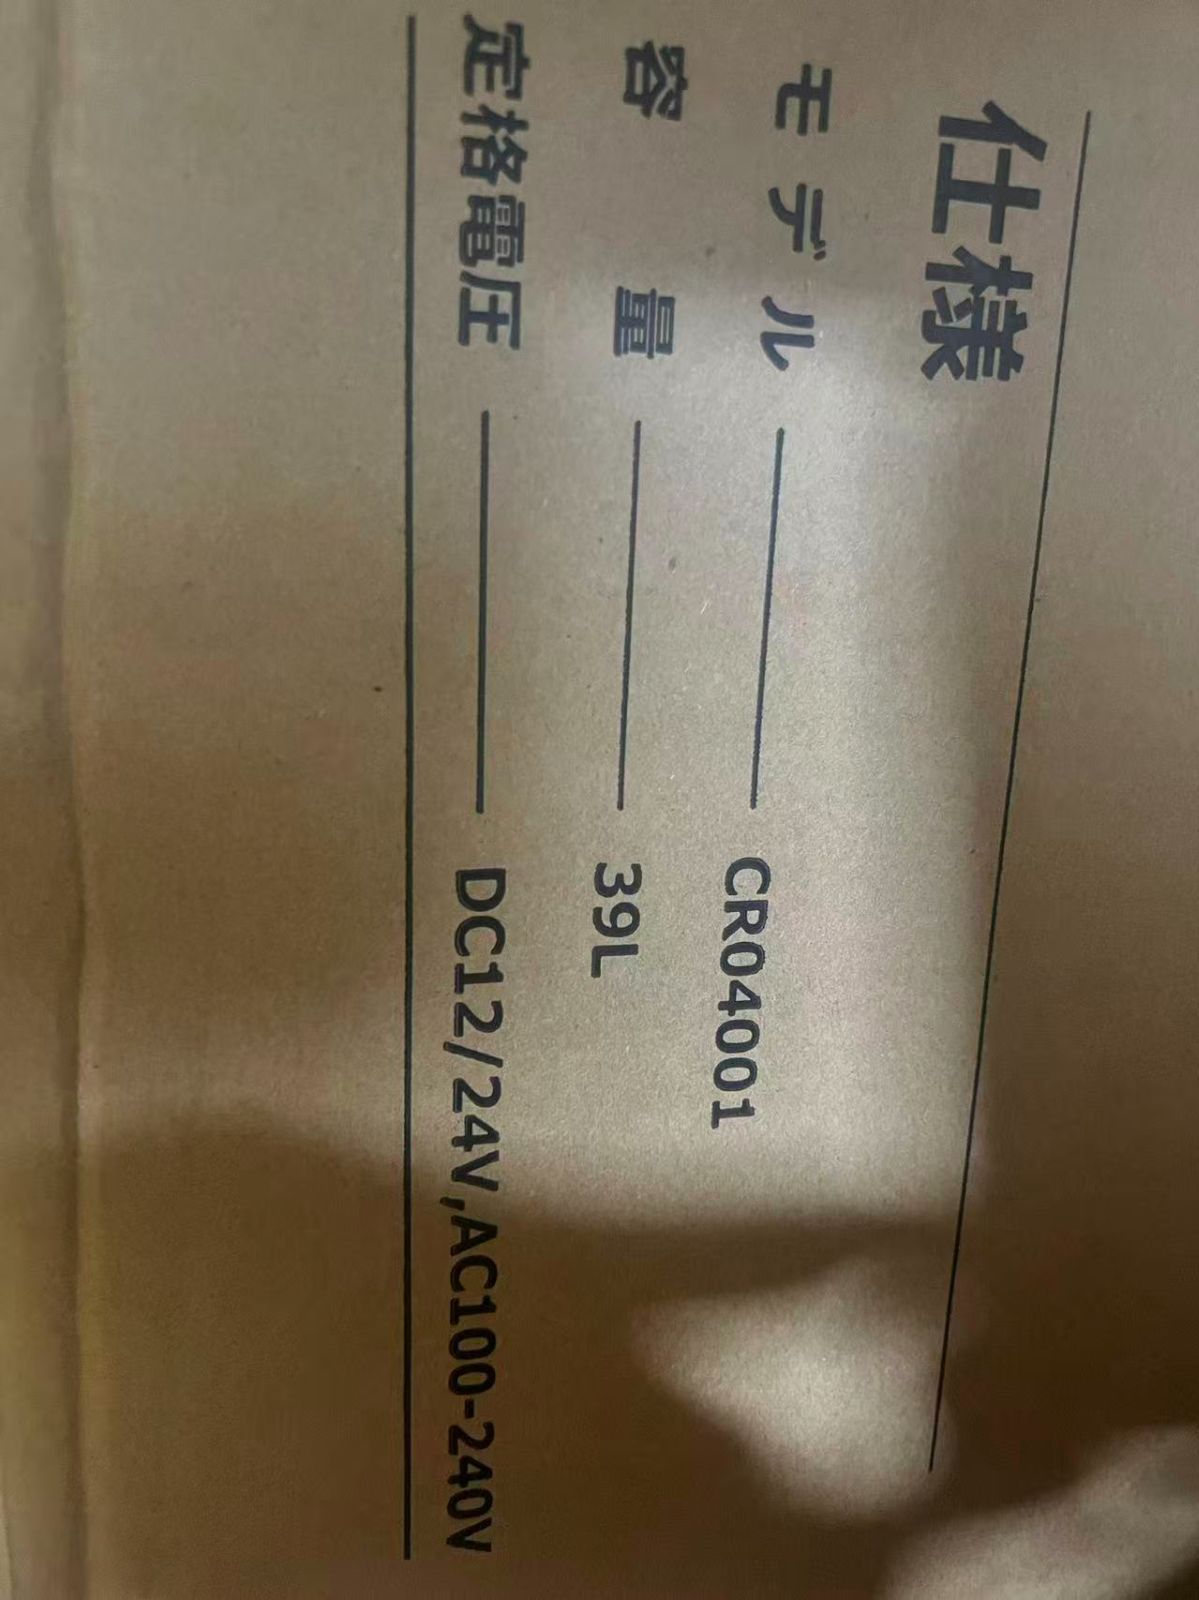 仕様
モデル CR04001
容量 39L
定格電圧 DC12/24V,AC100-240V